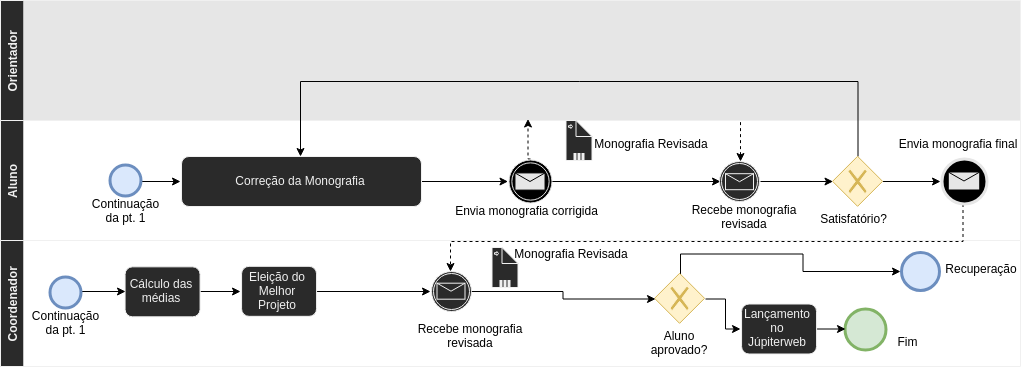 Orientador
Aluno
Continuação
da pt. 1
Correção da Monografia
Envia monografia corrigida
Monografia Revisada
Recebe monografia
revisada
Satisfatório?
Envia monografia final
Coordenador
Continuação
da pt. 1
Cálculo das
médias
Eleição do
Melhor
Projeto
Recebe monografia
revisada
Monografia Revisada
Aluno
aprovado?
Lançamento
no
Júpiterweb
Recuperação
Fim